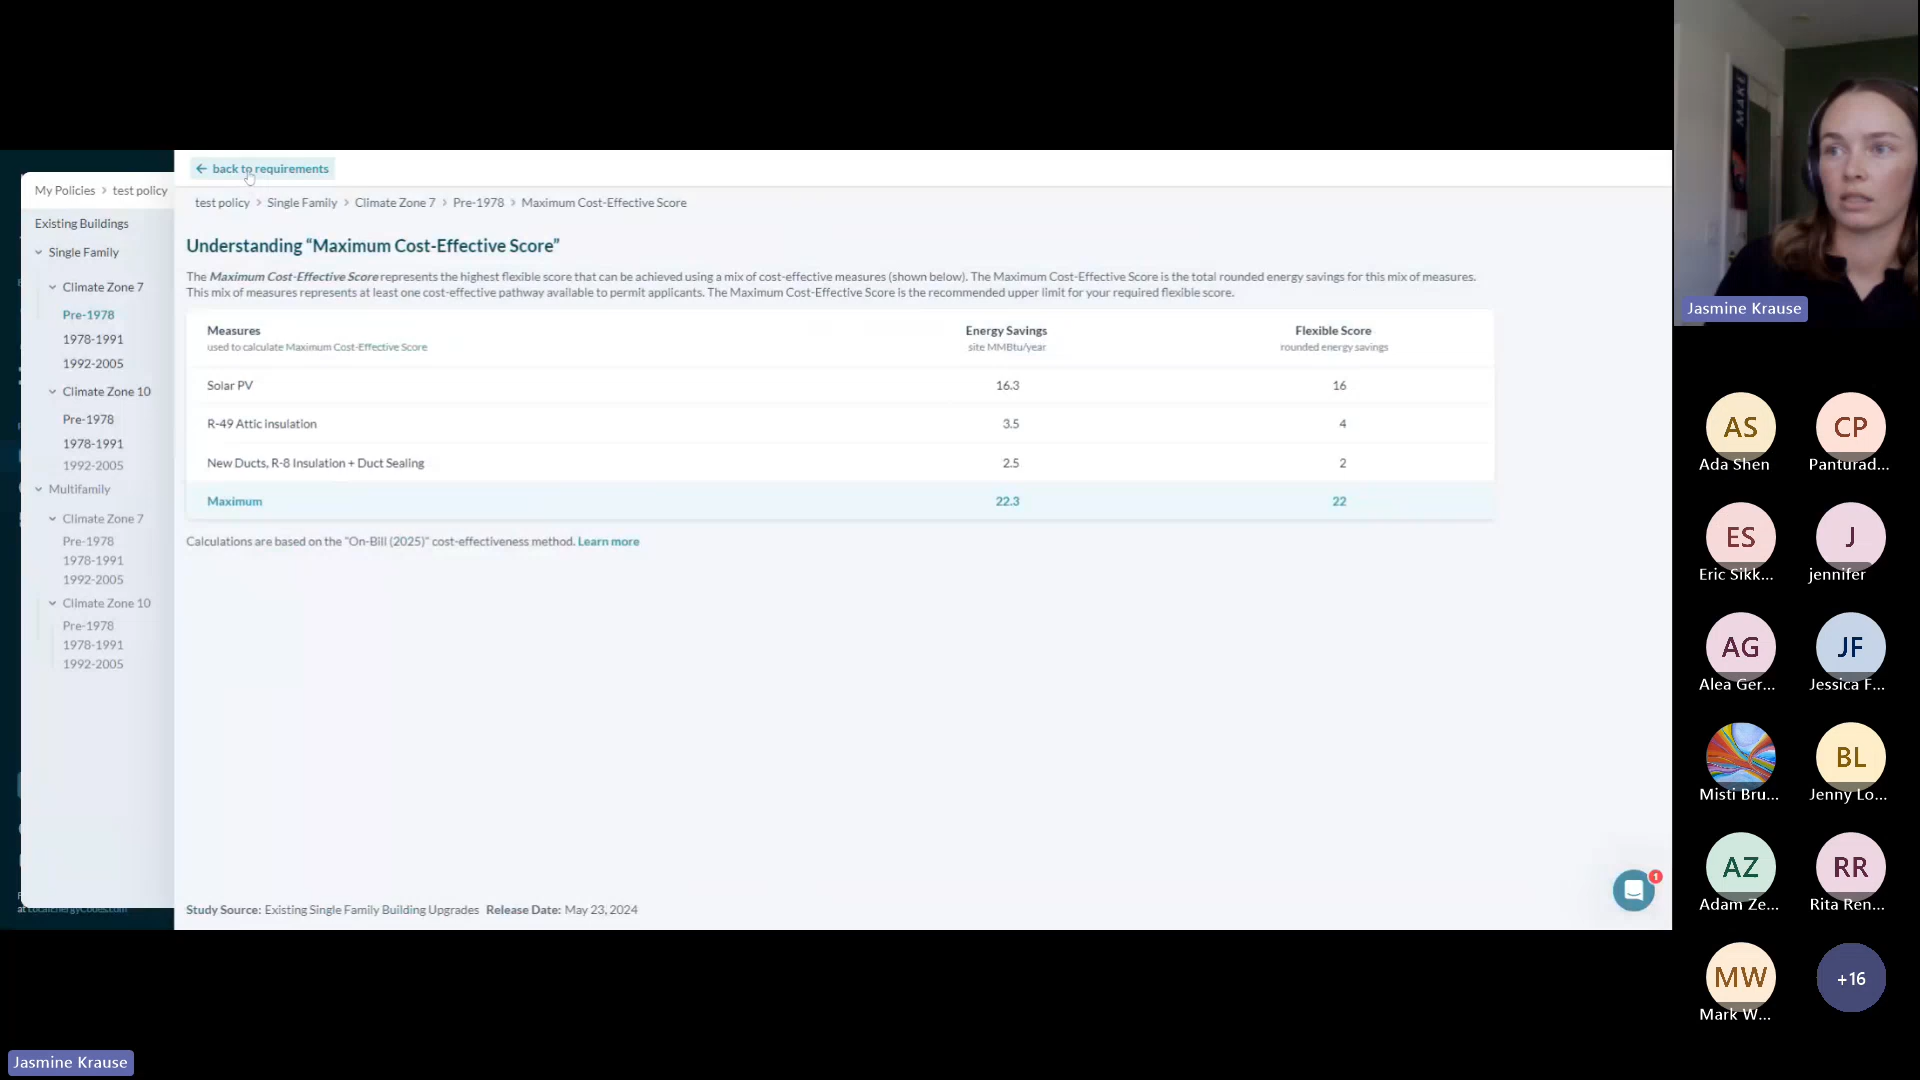 MAKE
Jasmine Krause
← back to requirements
My Policies > test policy
Existing Buildings
Single Family
Climate Zone 7
Pre-1978
1978-1991
1992-2005
Climate Zone 10
Pre-1978
1978-1991
1992-2005
Multifamily
Climate Zone 7
Pre-1978
1978-1991
1992-2005
Climate Zone 10
Pre-1978
1978-1991
1992-2005
at LocalEnergyCodes.com
test policy > Single Family > Climate Zone 7 > Pre-1978 > Maximum Cost-Effective Score
Understanding “Maximum Cost-Effective Score”
The Maximum Cost-Effective Score represents the highest flexible score that can be achieved using a mix of cost-effective measures (shown below). The Maximum Cost-Effective Score is the total rounded energy savings for this mix of measures.
This mix of measures represents at least one cost-effective pathway available to permit applicants. The Maximum Cost-Effective Score is the recommended upper limit for your required flexible score.
Measures Energy Savings Flexible Score
used to calculate Maximum Cost-Effective Score site MMBtu/year rounded energy savings
Solar PV 16.3 16
R-49 Attic Insulation 3.5 4
New Ducts, R-8 Insulation + Duct Sealing 2.5 2
Maximum 22.3 22
Calculations are based on the "On-Bill (2025)" cost-effectiveness method. Learn more
1
Study Source: Existing Single Family Building Upgrades Release Date: May 23, 2024
AS CP
Ada Shen Panturad...
ES J
Eric Sikk... jennifer
AG JF
Alea Ger... Jessica F...
BL
Misti Bru... Jenny Lo...
AZ RR
Adam Ze... Rita Ren...
MW +16
Mark W...
Jasmine Krause